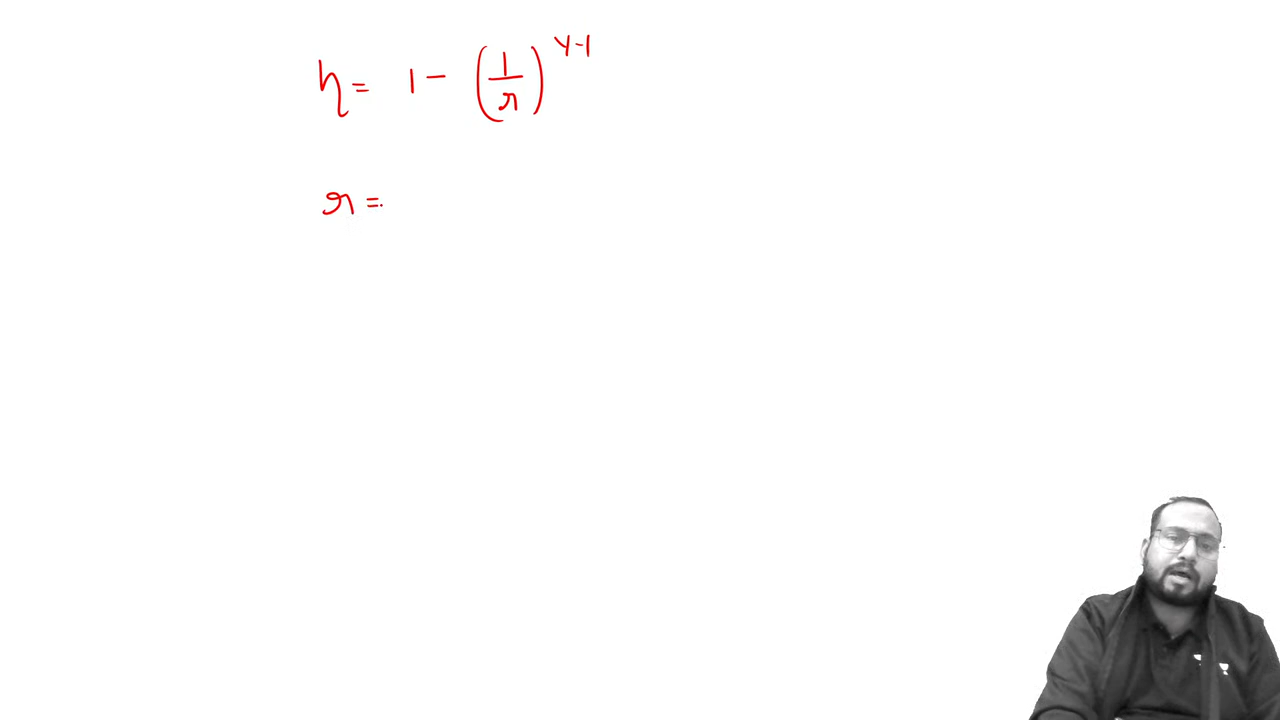 η = 1 - (1/r)^γ-1
r =